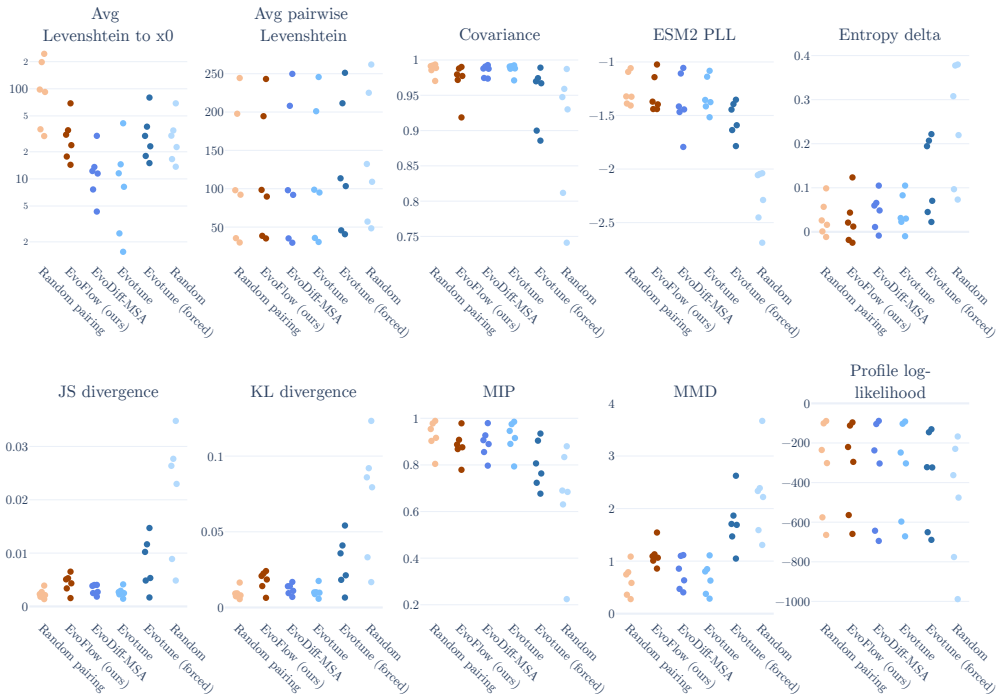 Avg
Levenshtein to x0
Avg pairwise
Levenshtein
Covariance
ESM2 PLL
Entropy delta
2
100
5
2
10
5
2
250
200
150
100
50
1
0.95
0.9
0.85
0.8
0.75
−1
−1.5
−2
−2.5
0.4
0.3
0.2
0.1
0
Random pairing
EvoFlow (ours)
EvoDiff-MSA
Evotune
Evotune (forced)
Random
Random pairing
EvoFlow (ours)
EvoDiff-MSA
Evotune
Evotune (forced)
Random
Random pairing
EvoFlow (ours)
EvoDiff-MSA
Evotune
Evotune (forced)
Random
Random pairing
EvoFlow (ours)
EvoDiff-MSA
Evotune
Evotune (forced)
Random
Random pairing
EvoFlow (ours)
EvoDiff-MSA
Evotune
Evotune (forced)
Random
JS divergence
KL divergence
MIP
MMD
Profile log-
likelihood
0.03
0.02
0.01
0
0.1
0.05
0
1
0.8
0.6
0.4
0.2
4
3
2
1
0
0
−200
−400
−600
−800
−1000
Random pairing
EvoFlow (ours)
EvoDiff-MSA
Evotune
Evotune (forced)
Random
Random pairing
EvoFlow (ours)
EvoDiff-MSA
Evotune
Evotune (forced)
Random
Random pairing
EvoFlow (ours)
EvoDiff-MSA
Evotune
Evotune (forced)
Random
Random pairing
EvoFlow (ours)
EvoDiff-MSA
Evotune
Evotune (forced)
Random
Random pairing
EvoFlow (ours)
EvoDiff-MSA
Evotune
Evotune (forced)
Random